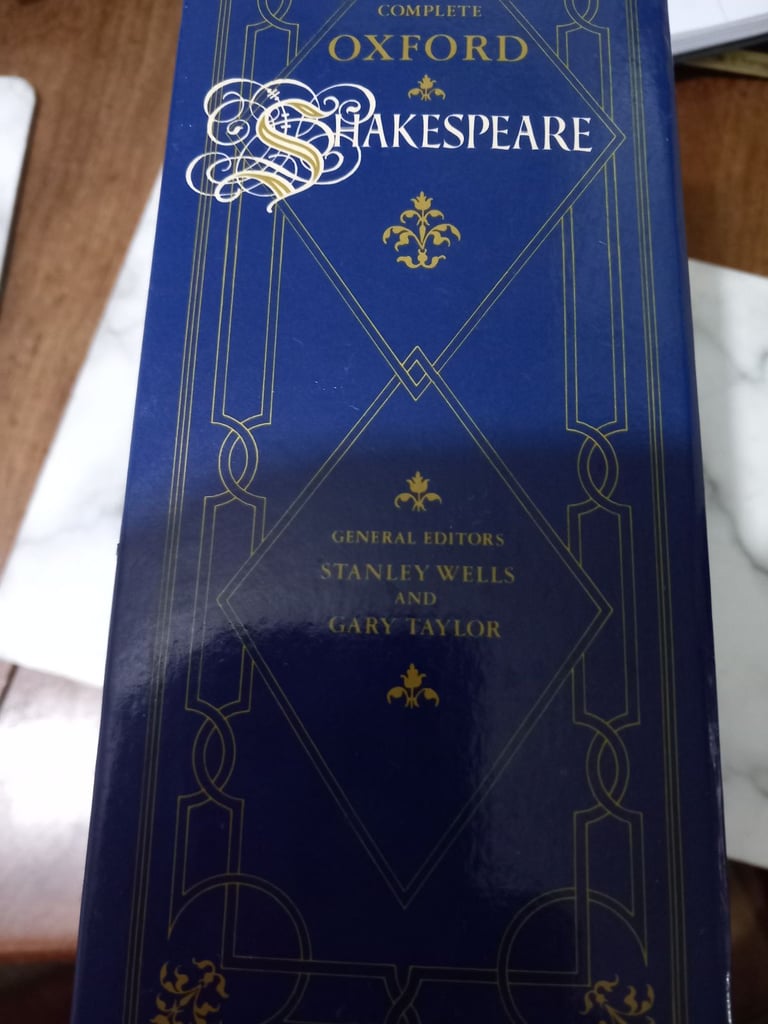 COMPLETE
OXFORD
SHAKESPEARE
GENERAL EDITORS
STANLEY WELLS
AND
GARY TAYLOR